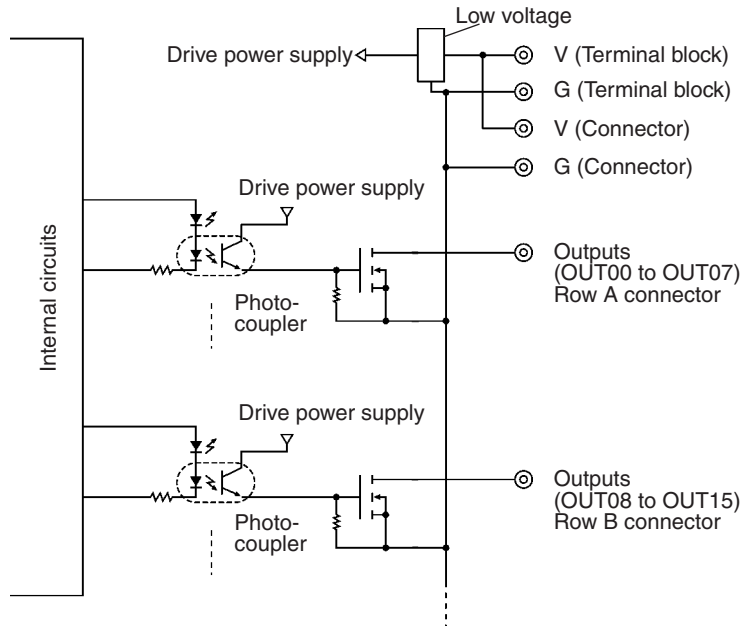 Low voltage
Drive power supply
V (Terminal block)
G (Terminal block)
V (Connector)
G (Connector)
Drive power supply
Internal circuits
Outputs
(OUT00 to OUT07)
Row A connector
Photo-
coupler
Drive power supply
Outputs
(OUT08 to OUT15)
Row B connector
Photo-
coupler